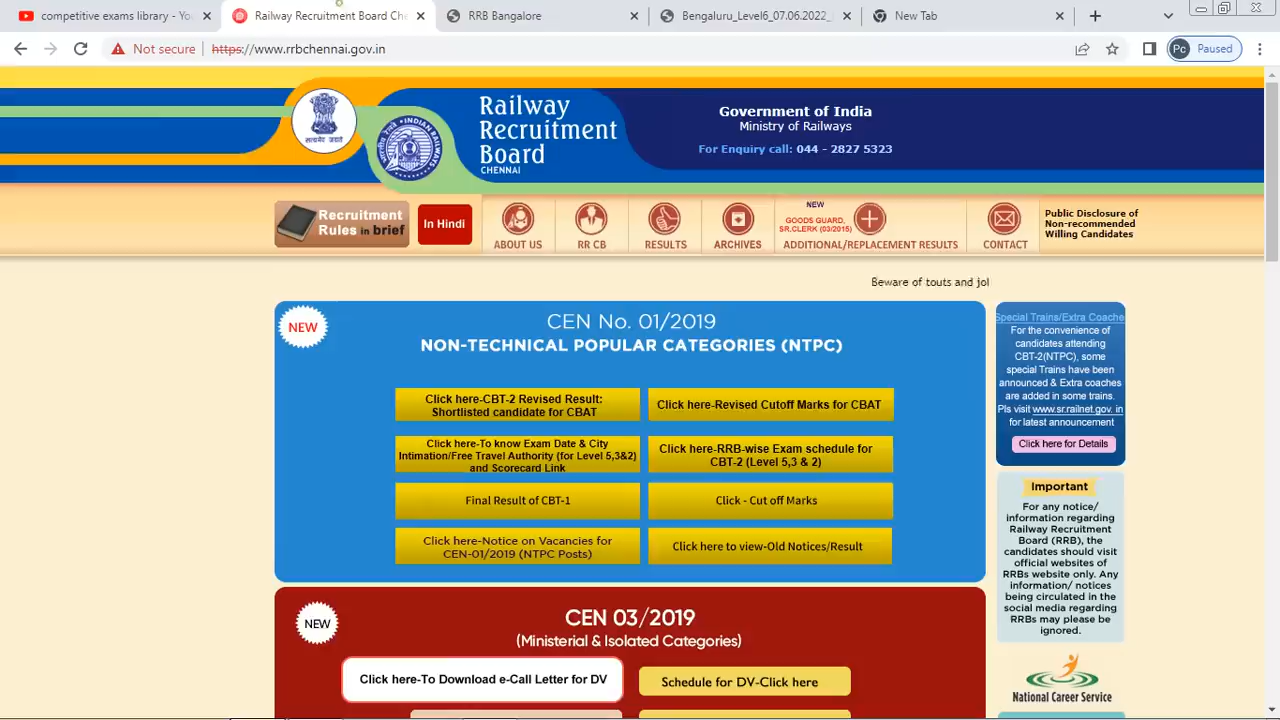 competitive exams library - You
Railway Recruitment Board Che
RRB Bangalore
Bengaluru_Level6_07.06.2022_
New Tab
Not secure
https://www.rrbchennai.gov.in
Pc
Paused
सत्यमेव जयते
INDIAN RAILWAYS
Railway
Recruitment
Board
CHENNAI
Government of India
Ministry of Railways
For Enquiry call: 044 - 2827 5323
Recruitment
Rules in brief
In Hindi
ABOUT US
RR CB
RESULTS
ARCHIVES
NEW
GOODS GUARD,
SR.CLERK (03/2015)
ADDITIONAL/REPLACEMENT RESULTS
CONTACT
Public Disclosure of
Non-recommended
Willing Candidates
Beware of touts and jol
NEW
CEN No. 01/2019
NON-TECHNICAL POPULAR CATEGORIES (NTPC)
Click here-CBT-2 Revised Result:
Shortlisted candidate for CBAT
Click here-Revised Cutoff Marks for CBAT
Click here-To know Exam Date & City
Intimation/Free Travel Authority (for Level 5,3&2)
and Scorecard Link
Click here-RRB-wise Exam schedule for
CBT-2 (Level 5,3 & 2)
Final Result of CBT-1
Click - Cut off Marks
Click here-Notice on Vacancies for
CEN-01/2019 (NTPC Posts)
Click here to view-Old Notices/Result
Special Trains/Extra Coache
For the convenience of
candidates attending
CBT-2(NTPC), some
special Trains have been
announced & Extra coaches
are added in some trains.
Pls visit www.sr.railnet.gov. in
for latest announcement
Click here for Details
Important
For any notice/
information regarding
Railway Recruitment
Board (RRB), the
candidates should visit
official websites of
RRBs website only. Any
information/ notices
being circulated in the
social media regarding
RRBs may please be
ignored.
National Career Service
NEW
CEN 03/2019
(Ministerial & Isolated Categories)
Click here-To Download e-Call Letter for DV
Schedule for DV-Click here